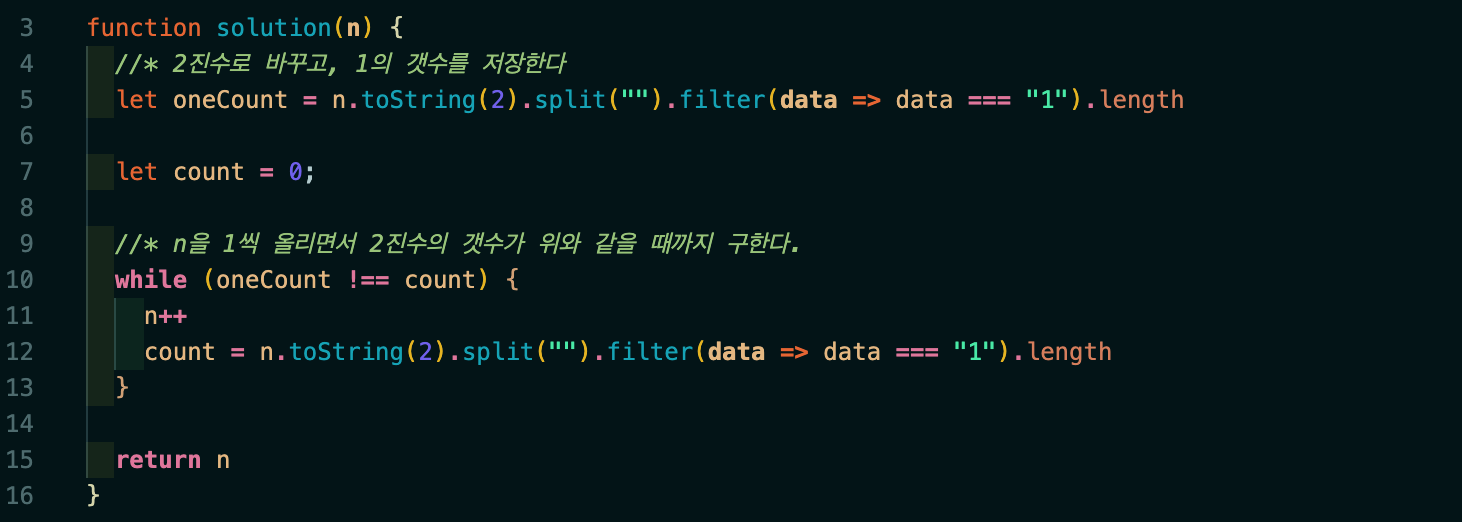 3 function solution(n) {
4 //* 2진수로 바꾸고, 1의 갯수를 저장한다
5 let oneCount = n.toString(2).split("").filter(data => data === "1").length
6
7 let count = 0;
8
9 //* n을 1씩 올리면서 2진수의 갯수가 위와 같을 때까지 구한다.
10 while (oneCount !== count) {
11 n++
12 count = n.toString(2).split("").filter(data => data === "1").length
13 }
14
15 return n
16 }